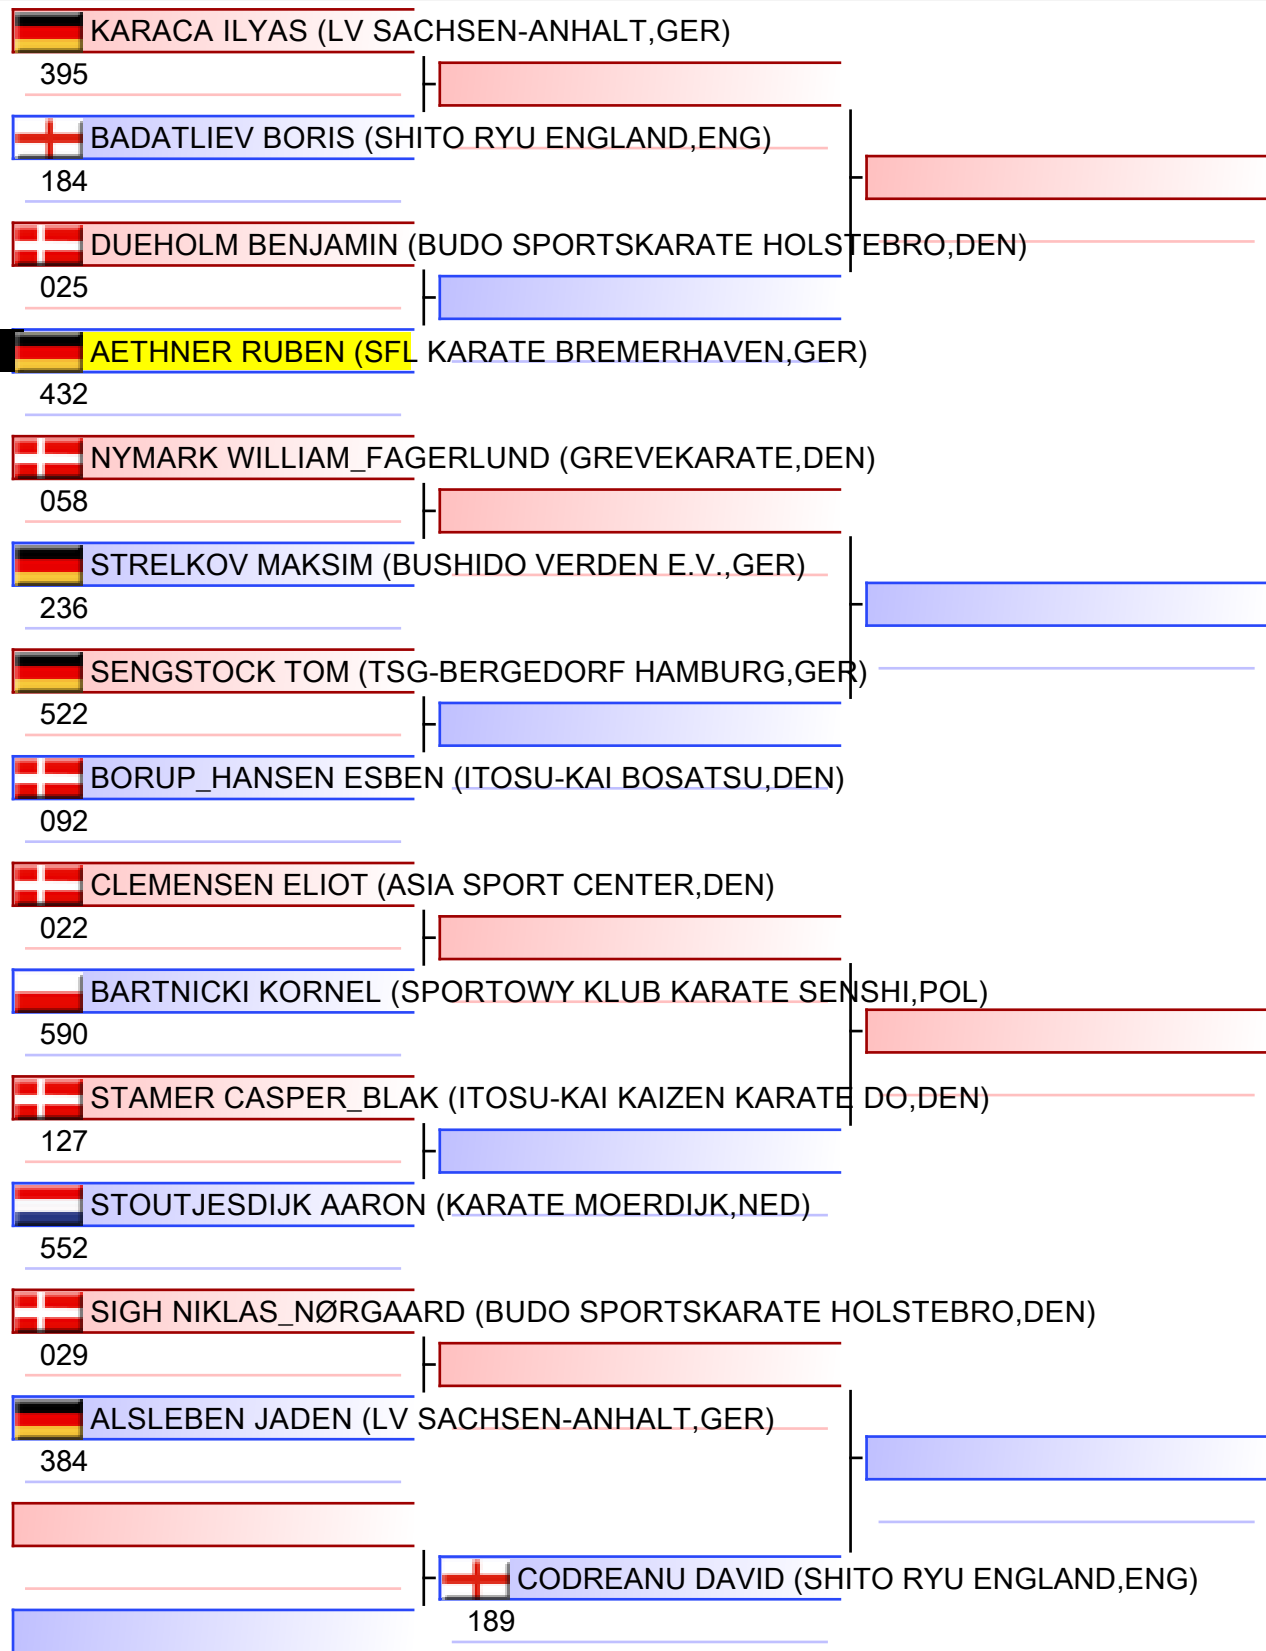 KARACA ILYAS (LV SACHSEN-ANHALT,GER)
395
BADATLIEV BORIS (SHITO RYU ENGLAND,ENG)
184
DUEHOLM BENJAMIN (BUDO SPORTSKARATE HOLSTEBRO,DEN)
025
AETHNER RUBEN (SFL KARATE BREMERHAVEN,GER)
432
NYMARK WILLIAM_FAGERLUND (GREVEKARATE,DEN)
058
STRELKOV MAKSIM (BUSHIDO VERDEN E.V.,GER)
236
SENGSTOCK TOM (TSG-BERGEDORF HAMBURG,GER)
522
BORUP_HANSEN ESBEN (ITOSU-KAI BOSATSU,DEN)
092
CLEMENSEN ELIOT (ASIA SPORT CENTER,DEN)
022
BARTNICKI KORNEL (SPORTOWY KLUB KARATE SENSHI,POL)
590
STAMER CASPER_BLAK (ITOSU-KAI KAIZEN KARATE DO,DEN)
127
STOUTJESDIJK AARON (KARATE MOERDIJK,NED)
552
SIGH NIKLAS_NØRGAARD (BUDO SPORTSKARATE HOLSTEBRO,DEN)
029
ALSLEBEN JADEN (LV SACHSEN-ANHALT,GER)
384
CODREANU DAVID (SHITO RYU ENGLAND,ENG)
189